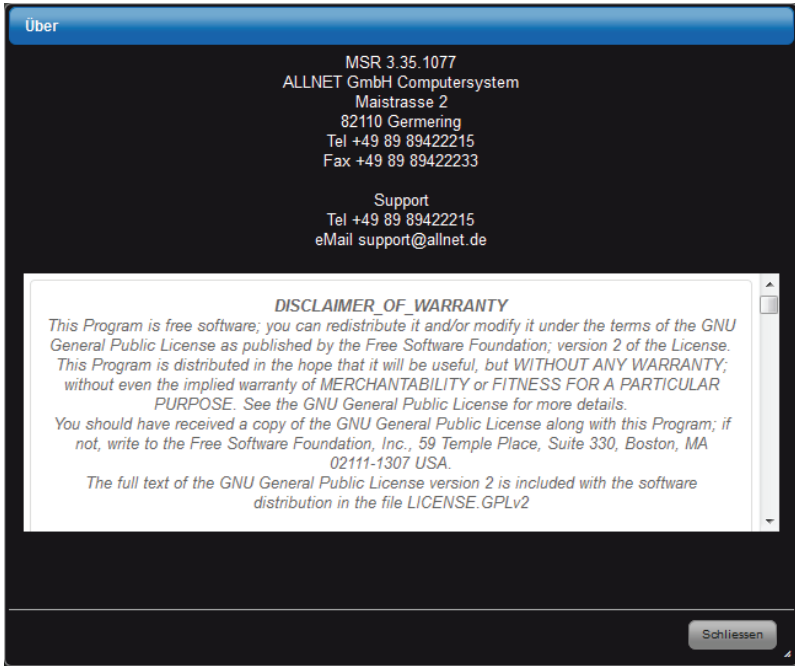 Über
MSR 3.35.1077
ALLNET GmbH Computersystem
Maistrasse 2
82110 Germering
Tel +49 89 89422215
Fax +49 89 89422233
Support
Tel +49 89 89422215
eMail support@allnet.de
DISCLAIMER_OF_WARRANTY
This Program is free software; you can redistribute it and/or modify it under the terms of the GNU
General Public License as published by the Free Software Foundation; version 2 of the License.
This Program is distributed in the hope that it will be useful, but WITHOUT ANY WARRANTY;
without even the implied warranty of MERCHANTABILITY or FITNESS FOR A PARTICULAR
PURPOSE. See the GNU General Public License for more details.
You should have received a copy of the GNU General Public License along with this Program; if
not, write to the Free Software Foundation, Inc., 59 Temple Place, Suite 330, Boston, MA
02111-1307 USA.
The full text of the GNU General Public License version 2 is included with the software
distribution in the file LICENSE.GPLv2
Schliessen